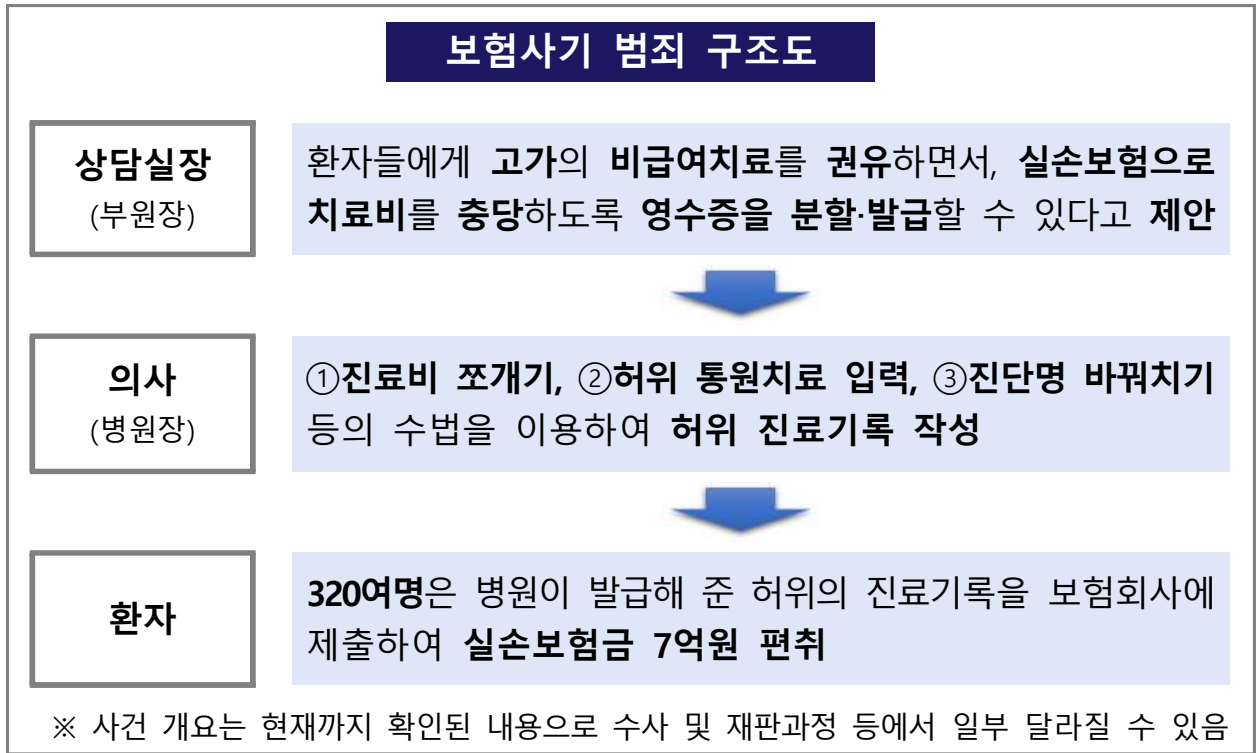 보험사기 범죄 구조도
상담실장
(부원장)
환자들에게 고가의 비급여치료를 권유하면서, 실손보험으로
치료비를 충당하도록 영수증을 분할·발급할 수 있다고 제안
의사
(병원장)
①진료비 쪼개기, ②허위 통원치료 입력, ③진단명 바꿔치기
등의 수법을 이용하여 허위 진료기록 작성
환자
320여명은 병원이 발급해 준 허위의 진료기록을 보험회사에
제출하여 실손보험금 7억원 편취
※ 사건 개요는 현재까지 확인된 내용으로 수사 및 재판과정 등에서 일부 달라질 수 있음